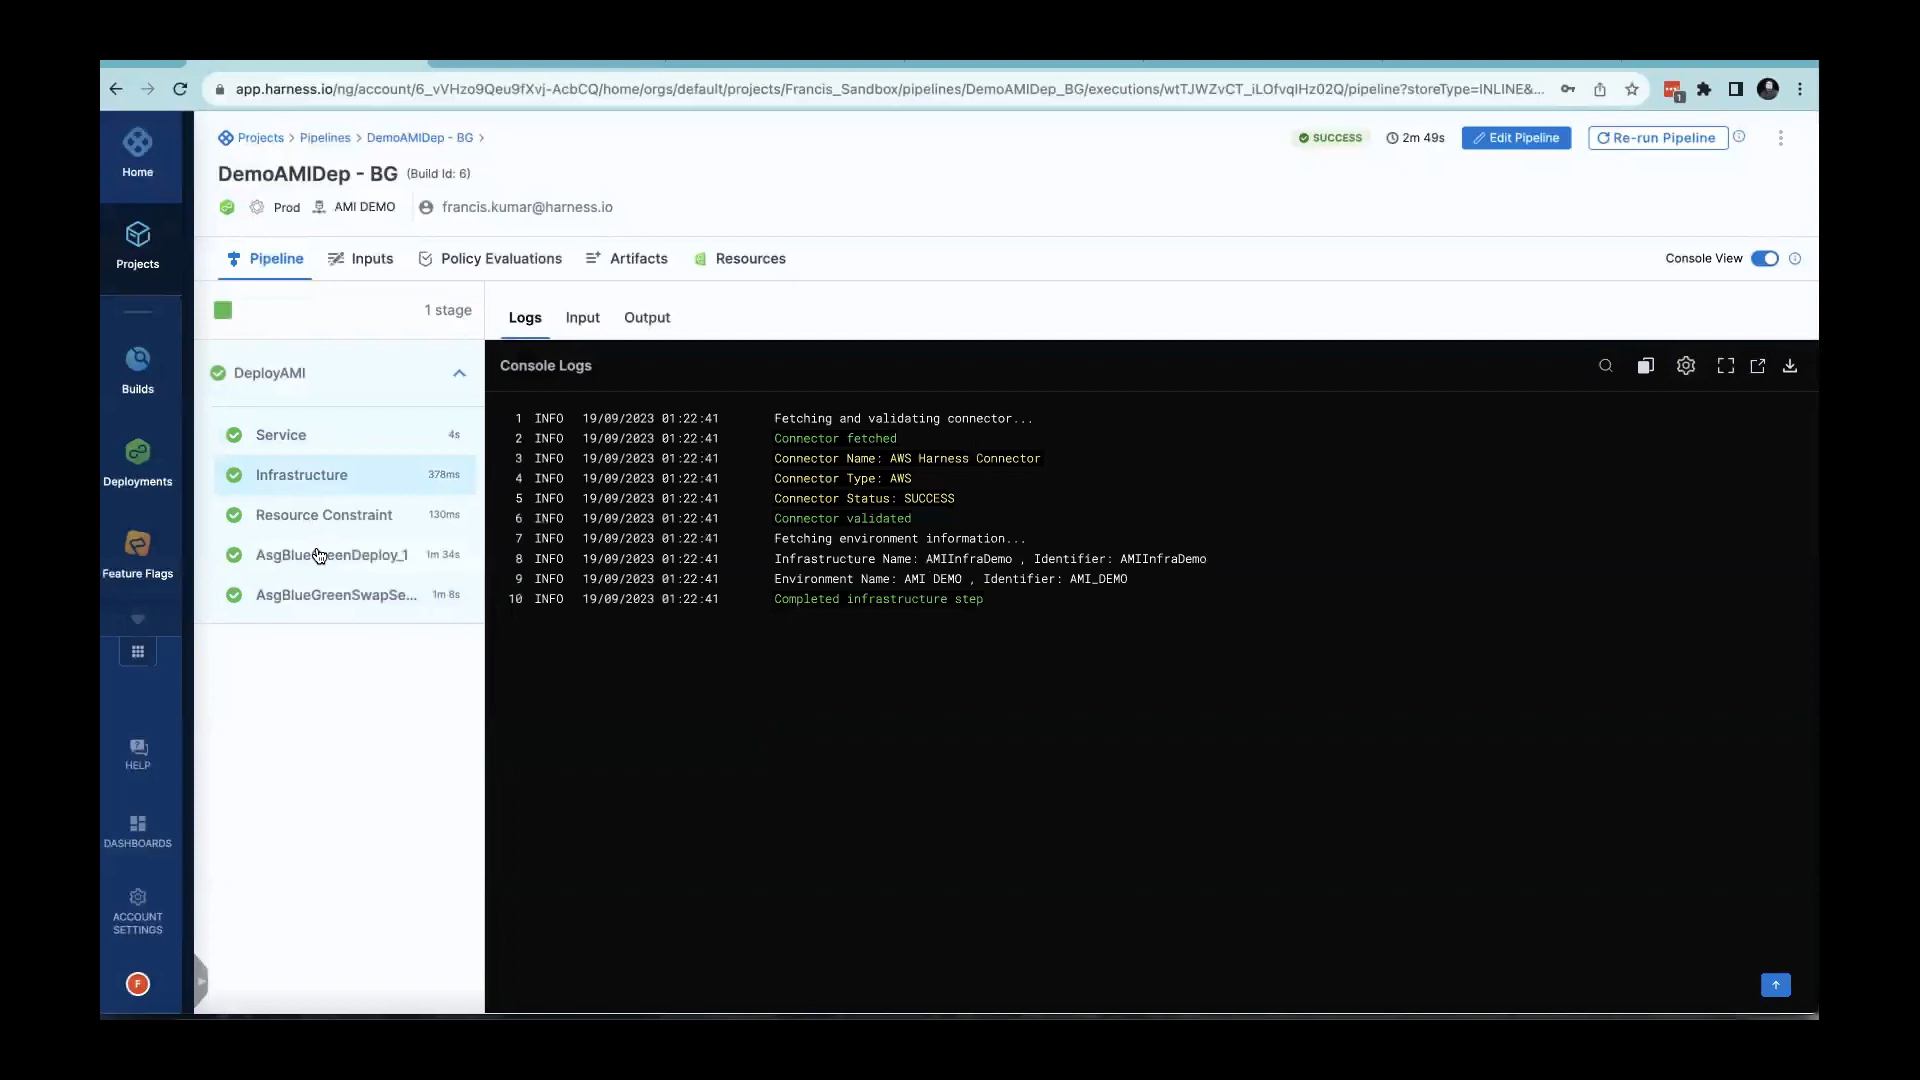 app.harness.io/ng/account/6_vVHzo9Qeu9fXvj-AcbCQ/home/orgs/default/projects/Francis_Sandbox/pipelines/DemoAMIDep_BG/executions/wtTJWZvCT_iLOfvqlHz02Q/pipeline?storeType=INLINE&...
1
Home
Projects
Builds
Deployments
Feature Flags
HELP
DASHBOARDS
ACCOUNT
SETTINGS
F
Projects > Pipelines > DemoAMIDep - BG >
SUCCESS 2m 49s Edit Pipeline Re-run Pipeline
DemoAMIDep - BG (Build Id: 6)
Prod AMI DEMO francis.kumar@harness.io
Pipeline Inputs Policy Evaluations Artifacts Resources Console View
1 stage
DeployAMI
Service 4s
Infrastructure 378ms
Resource Constraint 130ms
AsgBlueGreenDeploy_1 1m 34s
AsgBlueGreenSwapSe... 1m 8s
Logs Input Output
Console Logs
1 INFO 19/09/2023 01:22:41 Fetching and validating connector...
2 INFO 19/09/2023 01:22:41 Connector fetched
3 INFO 19/09/2023 01:22:41 Connector Name: AWS Harness Connector
4 INFO 19/09/2023 01:22:41 Connector Type: AWS
5 INFO 19/09/2023 01:22:41 Connector Status: SUCCESS
6 INFO 19/09/2023 01:22:41 Connector validated
7 INFO 19/09/2023 01:22:41 Fetching environment information...
8 INFO 19/09/2023 01:22:41 Infrastructure Name: AMIInfraDemo , Identifier: AMIInfraDemo
9 INFO 19/09/2023 01:22:41 Environment Name: AMI DEMO , Identifier: AMI_DEMO
10 INFO 19/09/2023 01:22:41 Completed infrastructure step